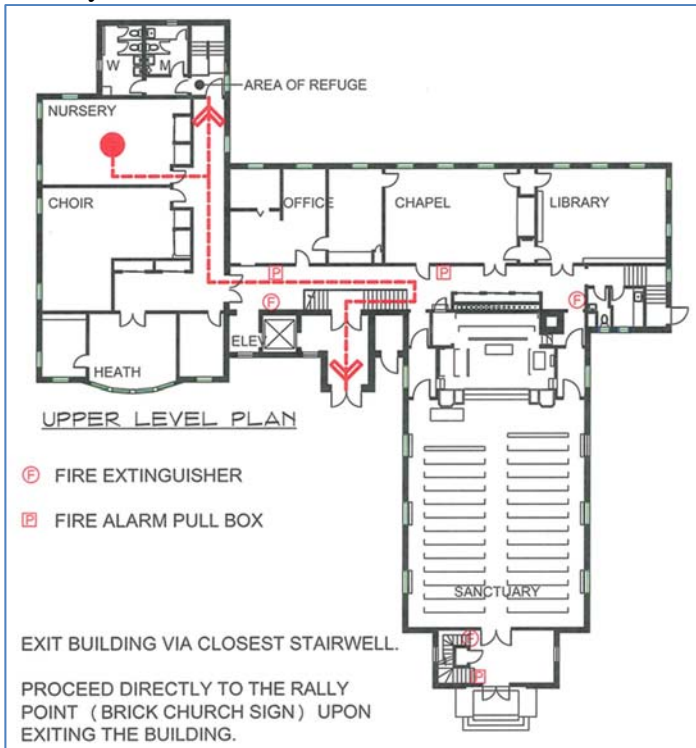 W
M
AREA OF REFUGE
NURSERY
CHOIR
OFFICE
CHAPEL
LIBRARY
P
P
F
F
ELEV
HEATH
UPPER LEVEL PLAN
F FIRE EXTINGUISHER
P FIRE ALARM PULL BOX
SANCTUARY
F
P
EXIT BUILDING VIA CLOSEST STAIRWELL.
PROCEED DIRECTLY TO THE RALLY
POINT (BRICK CHURCH SIGN) UPON
EXITING THE BUILDING.